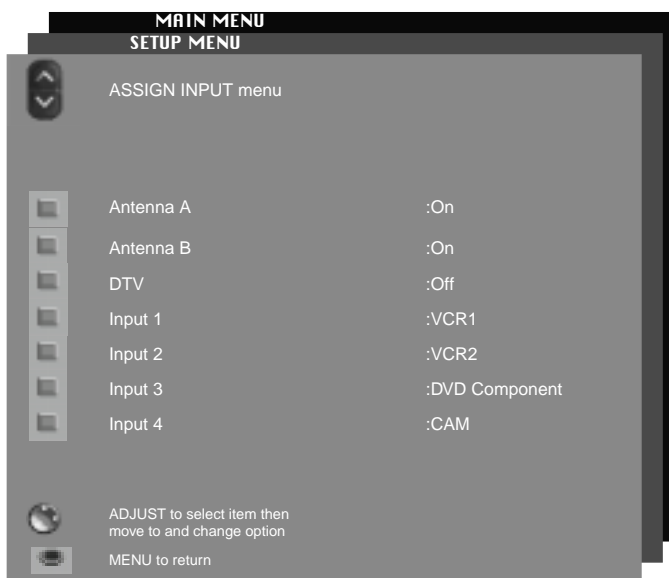 MAIN MENU
SETUP MENU
ASSIGN INPUT menu
Antenna A :On
Antenna B :On
DTV :Off
Input 1 :VCR1
Input 2 :VCR2
Input 3 :DVD Component
Input 4 :CAM
ADJUST to select item then
move to and change option
MENU to return